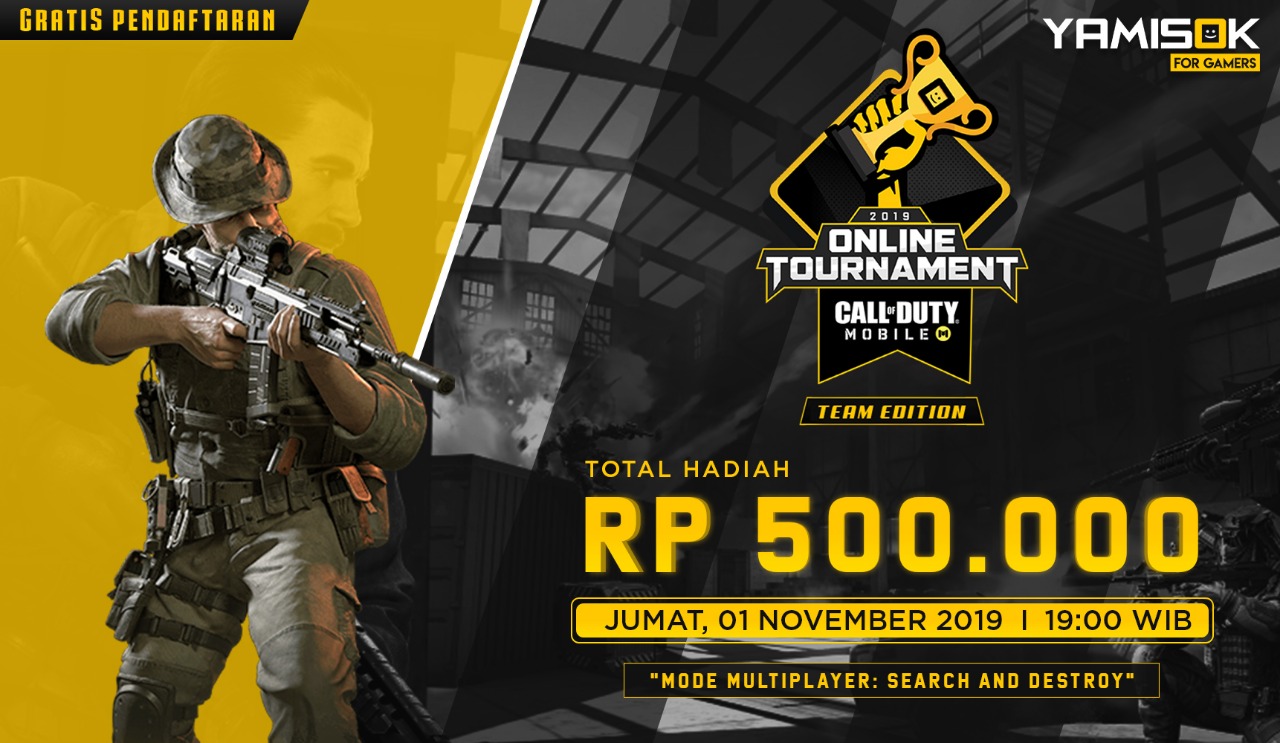 GRATIS PENDAFTARAN
YAMISOK
FOR GAMERS
2019
ONLINE
TOURNAMENT
CALL OF DUTY
MOBILE
TEAM EDITION
TOTAL HADIAH
RP 500.000
JUMAT, 01 NOVEMBER 2019 I 19:00 WIB
"MODE MULTIPLAYER: SEARCH AND DESTROY"